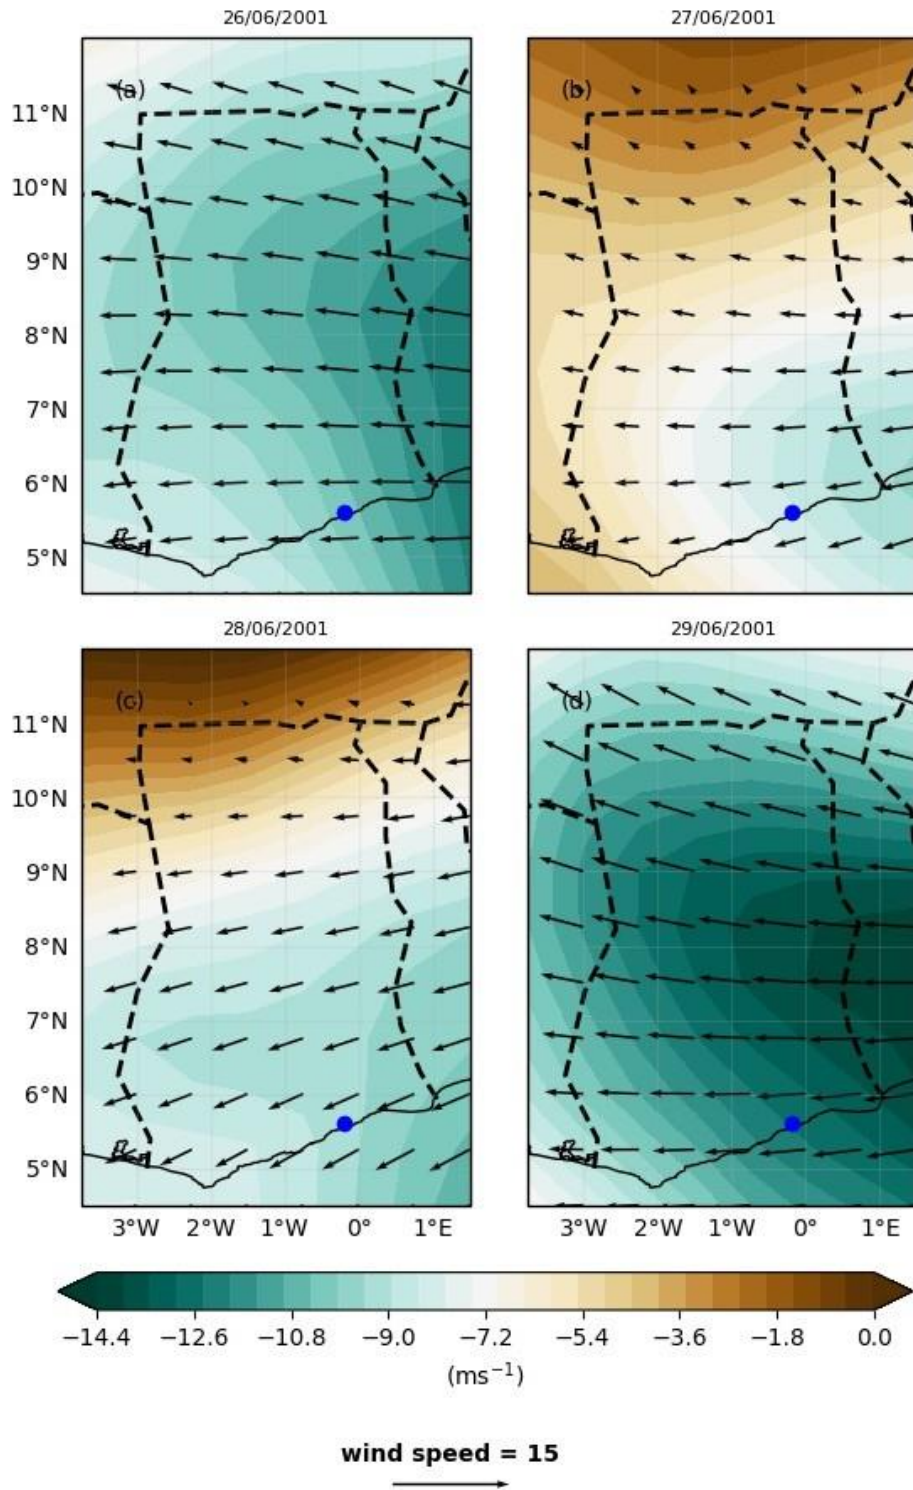 26/06/2001 27/06/2001
(a) (b)
11°N
10°N
9°N
8°N
7°N
6°N
5°N
28/06/2001 29/06/2001
(c) (d)
11°N
10°N
9°N
8°N
7°N
6°N
5°N
3°W 2°W 1°W 0° 1°E 3°W 2°W 1°W 0° 1°E
−14.4 −12.6 −10.8 −9.0 −7.2 −5.4 −3.6 −1.8 0.0
(ms⁻¹)
wind speed = 15